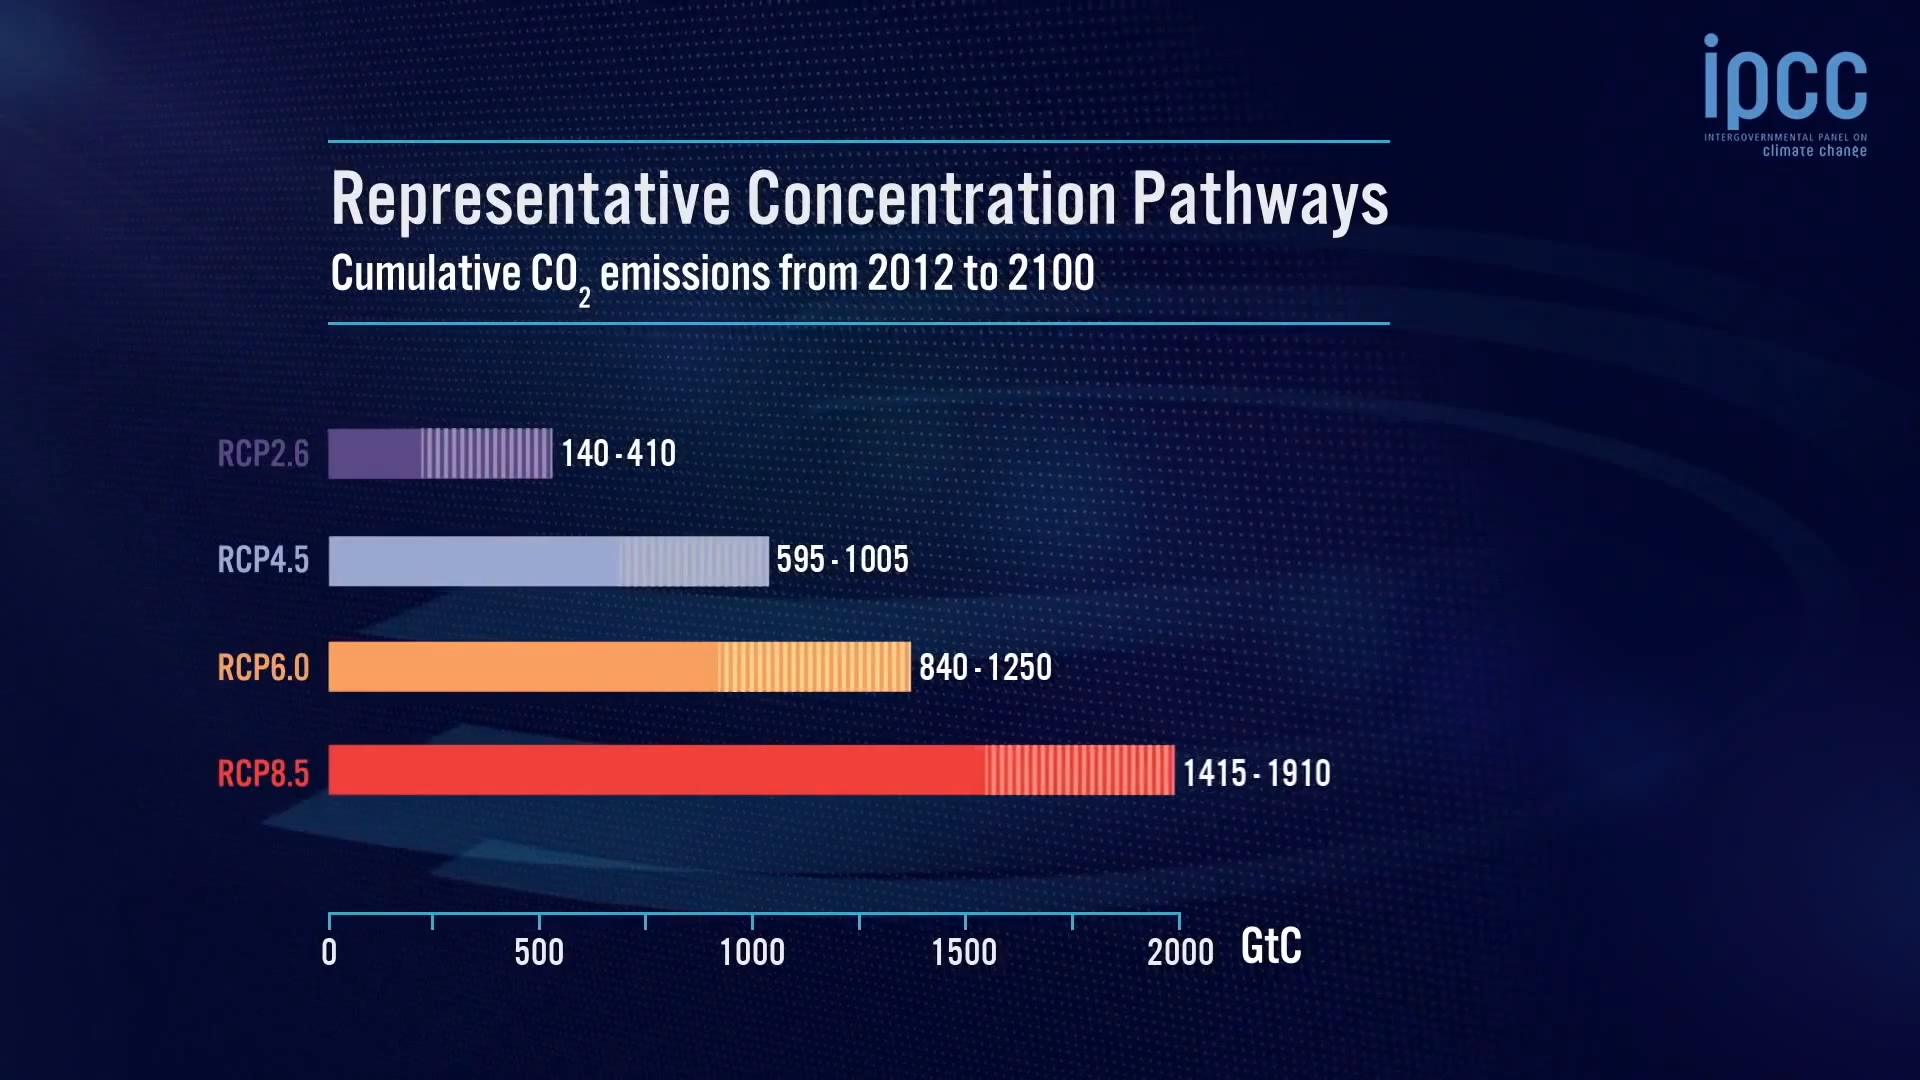 ipcc
INTERGOVERNMENTAL PANEL ON
climate change
Representative Concentration Pathways
Cumulative CO₂ emissions from 2012 to 2100
RCP2.6 140 - 410
RCP4.5 595 - 1005
RCP6.0 840 - 1250
RCP8.5 1415 - 1910
0 500 1000 1500 2000 GtC